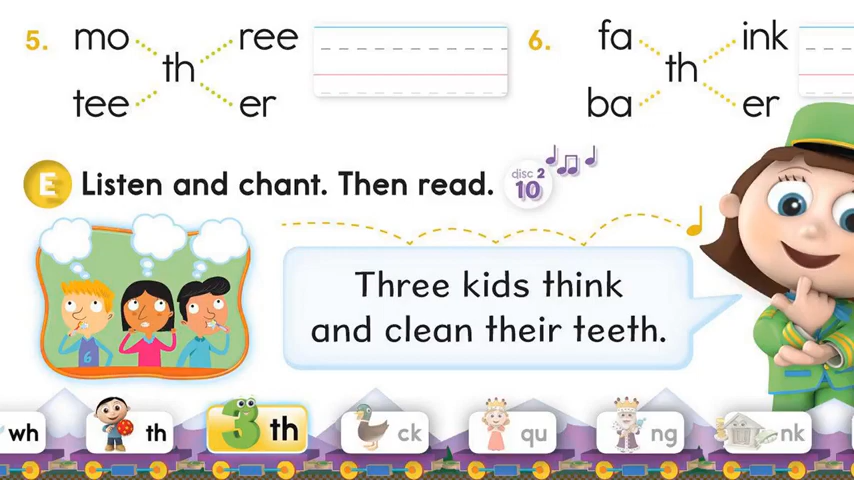 5. mo ree
th
tee er
6. fa ink
th
ba er
E Listen and chant. Then read. disc 2 10
Three kids think
and clean their teeth.
6
wh th 3 th ck qu ng nk